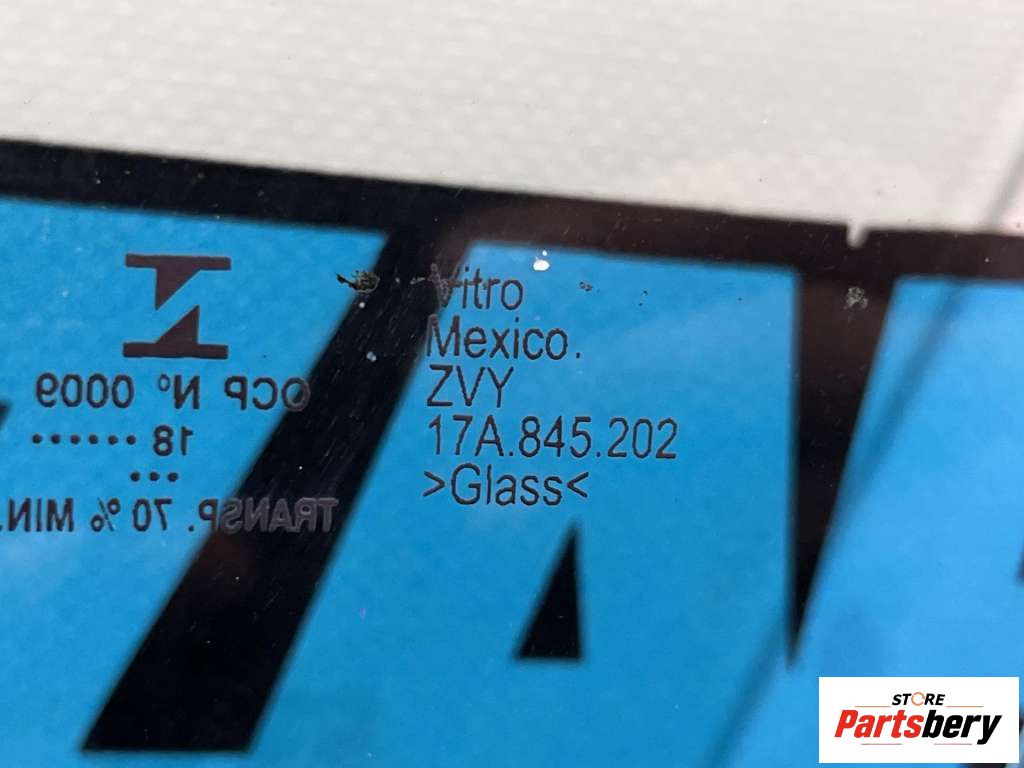 Vitro
Mexico.
ZVY
17A.845.202
>Glass<
OCP Nº 0009
18 ······
···
TRANSP. 70 % MIN.
STORE
Partsbery